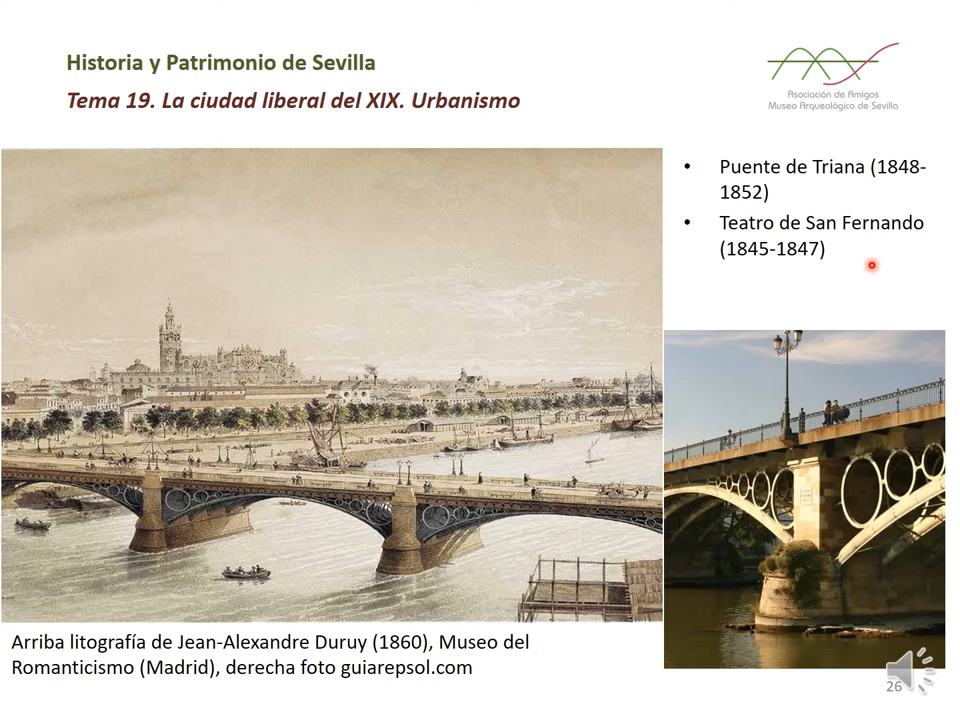 Historia y Patrimonio de Sevilla
Tema 19. La ciudad liberal del XIX. Urbanismo
Asociación de Amigos
Museo Arqueológico de Sevilla
• Puente de Triana (1848-
1852)
• Teatro de San Fernando
(1845-1847)
Arriba litografía de Jean-Alexandre Duruy (1860), Museo del
Romanticismo (Madrid), derecha foto guiarepsol.com
26